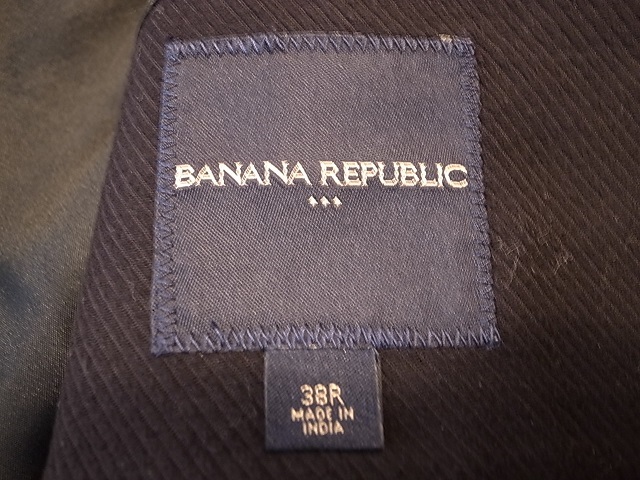 BANANA REPUBLIC
38R
MADE IN
INDIA